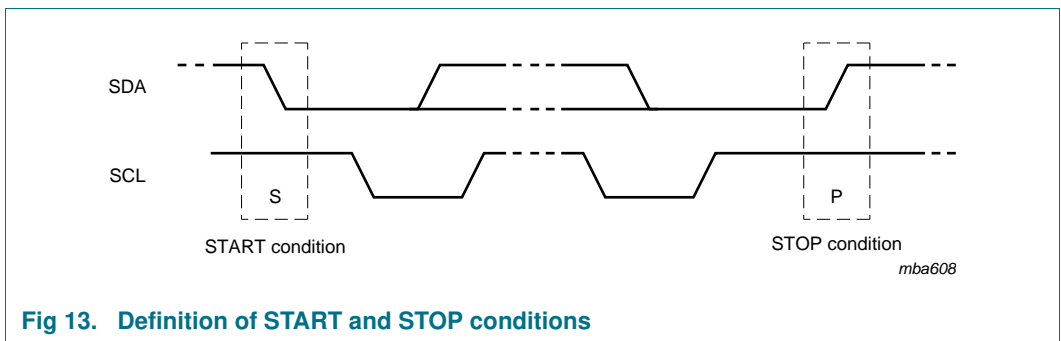 SDA
SCL
S
P
START condition
STOP condition
mba608
Fig 13. Definition of START and STOP conditions